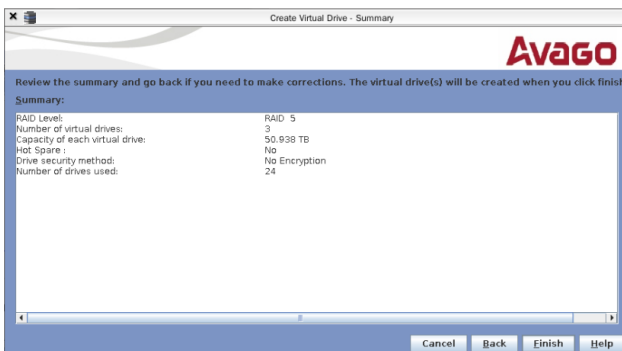 Create Virtual Drive - Summary
Avago
Review the summary and go back if you need to make corrections. The virtual drive(s) will be created when you click finish
Summary:
RAID Level: RAID 5
Number of virtual drives: 3
Capacity of each virtual drive: 50.938 TB
Hot Spare : No
Drive security method: No Encryption
Number of drives used: 24
Cancel Back Finish Help